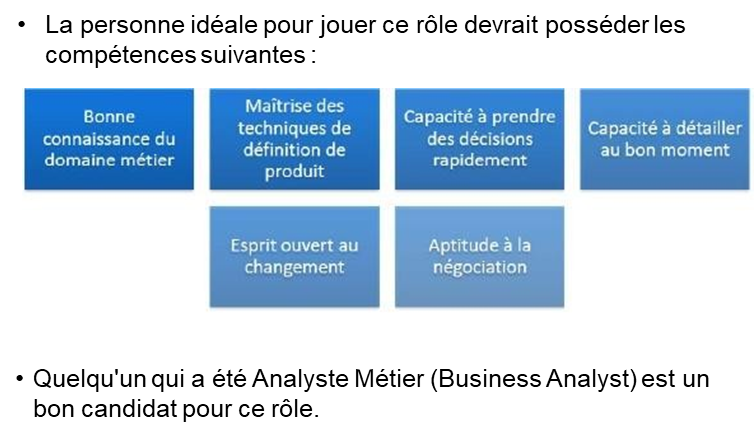 • La personne idéale pour jouer ce rôle devrait posséder les
compétences suivantes :
Bonne
connaissance du
domaine métier
Maîtrise des
techniques de
définition de
produit
Capacité à prendre
des décisions
rapidement
Capacité à détailler
au bon moment
Esprit ouvert au
changement
Aptitude à la
négociation
• Quelqu'un qui a été Analyste Métier (Business Analyst) est un
bon candidat pour ce rôle.